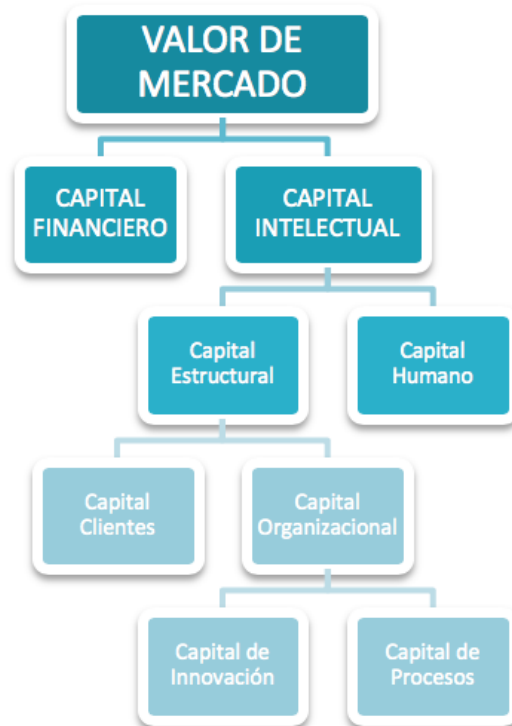 VALOR DE
MERCADO
CAPITAL
FINANCIERO
CAPITAL
INTELECTUAL
Capital
Estructural
Capital
Humano
Capital
Clientes
Capital
Organizacional
Capital de
Innovación
Capital de
Procesos